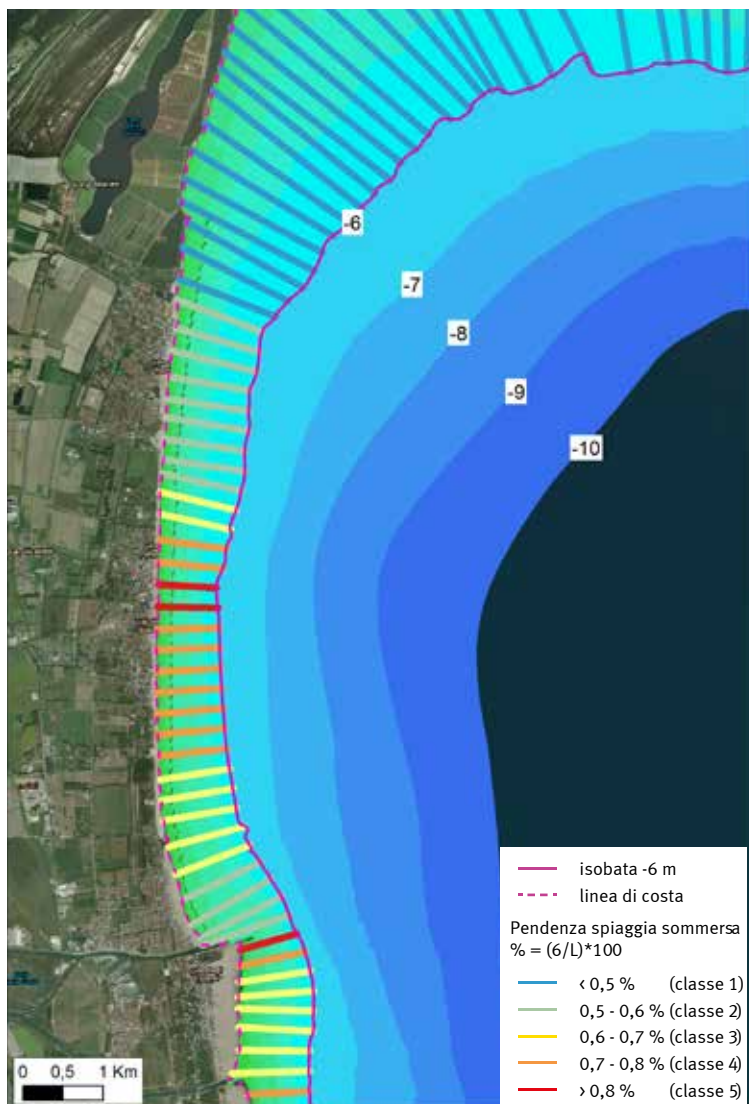 -6
-7
-8
-9
-10
isobata -6 m
linea di costa
Pendenza spiaggia sommersa
% = (6/L)*100
< 0,5 % (classe 1)
0,5 - 0,6 % (classe 2)
0,6 - 0,7 % (classe 3)
0,7 - 0,8 % (classe 4)
> 0,8 % (classe 5)
0 0,5 1 Km